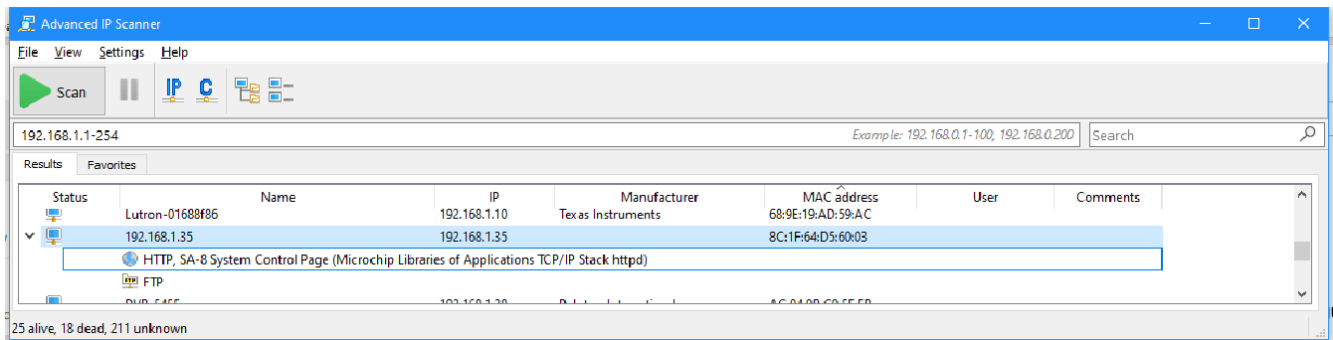 Advanced IP Scanner
File View Settings Help
Scan IP C
192.168.1.1-254 Example: 192.168.0.1-100, 192.168.0.200 Search
Results Favorites
Status Name IP Manufacturer MAC address User Comments
Lutron-01688f86 192.168.1.10 Texas Instruments 68:9E:19:AD:59:AC
192.168.1.35 192.168.1.35 8C:1F:64:D5:60:03
HTTP, SA-8 System Control Page (Microchip Libraries of Applications TCP/IP Stack httpd)
FTP FTP
25 alive, 18 dead, 211 unknown